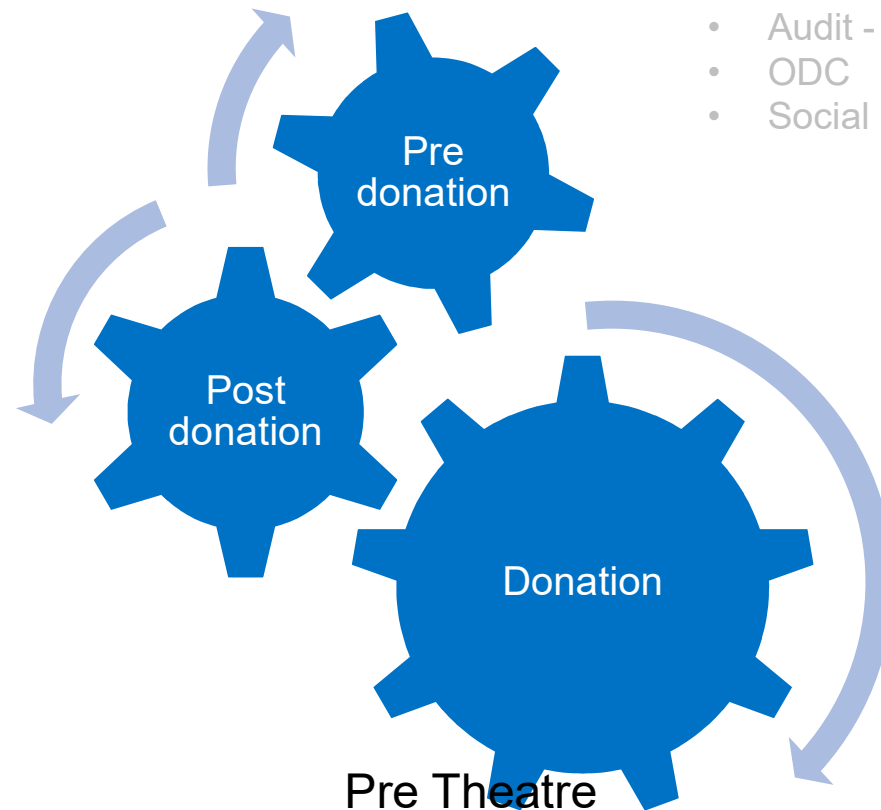 • Audit -
• ODC
• Social
Pre
donation
Post
donation
Donation
Pre Theatre